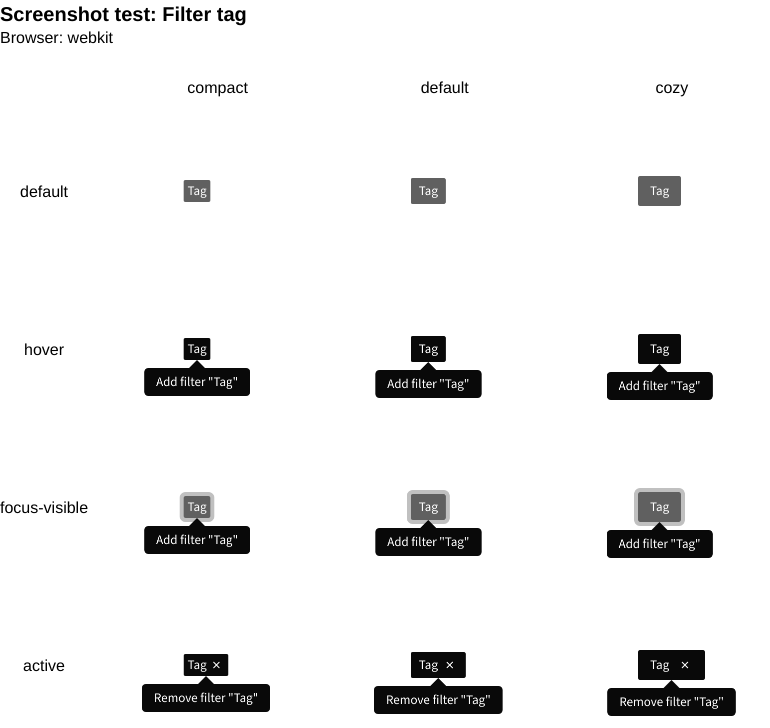 Screenshot test: Filter tag
Browser: webkit
compact default cozy
default Tag Tag Tag
hover Tag Tag Tag
Add filter "Tag" Add filter "Tag" Add filter "Tag"
focus-visible Tag Tag Tag
Add filter "Tag" Add filter "Tag" Add filter "Tag"
active Tag × Tag × Tag ×
Remove filter "Tag" Remove filter "Tag" Remove filter "Tag"